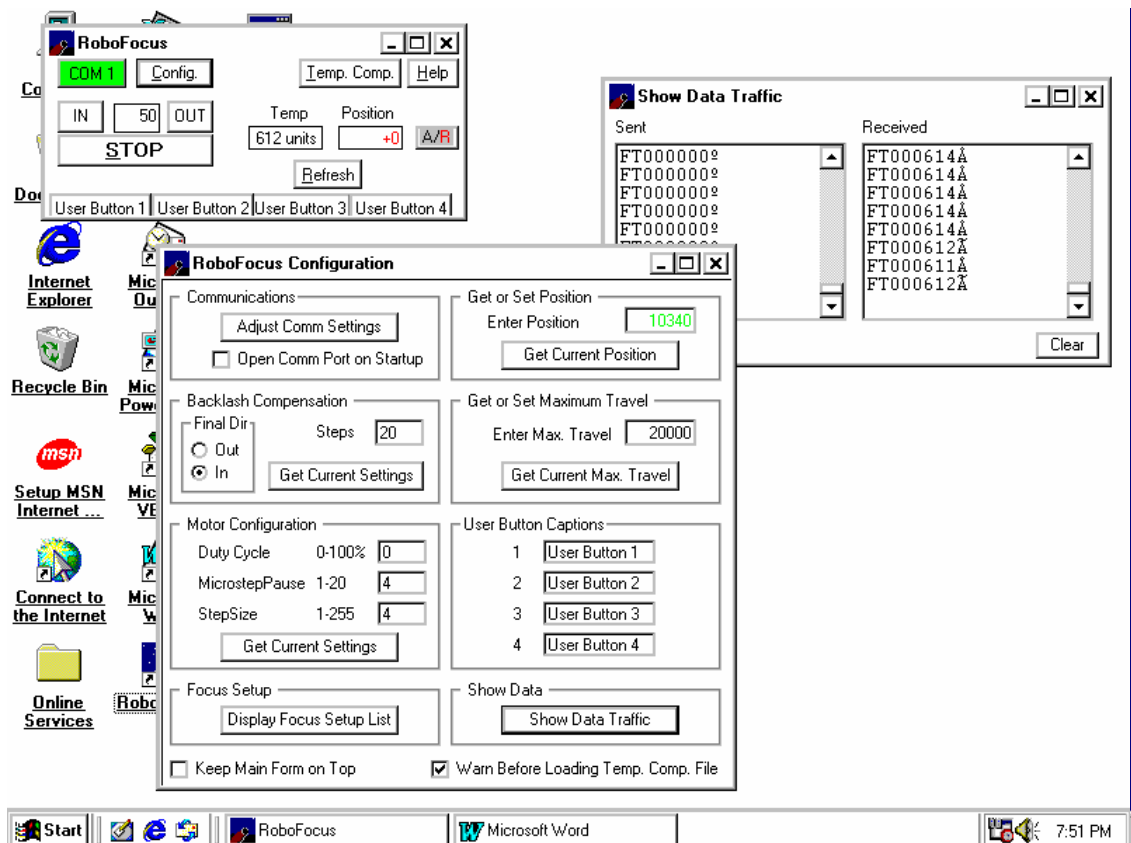 RoboFocus
COM 1 Config. Temp. Comp. Help
IN 50 OUT Temp Position
612 units +0 A/R
STOP
Refresh
User Button 1 User Button 2 User Button 3 User Button 4
Show Data Traffic
Sent Received
FT000000º FT000614Å
FT000000º FT000614Å
FT000000º FT000614Å
FT000000º FT000614Å
FT000000º FT000614Å
FT000612Ã
FT000611Â
FT000612Ã
Clear
RoboFocus Configuration
Communications
Adjust Comm Settings
Open Comm Port on Startup
Get or Set Position
Enter Position 10340
Get Current Position
Backlash Compensation
Final Dir
Out
In
Steps 20
Get Current Settings
Get or Set Maximum Travel
Enter Max. Travel 20000
Get Current Max. Travel
Motor Configuration
Duty Cycle 0-100% 0
MicrostepPause 1-20 4
StepSize 1-255 4
Get Current Settings
User Button Captions
1 User Button 1
2 User Button 2
3 User Button 3
4 User Button 4
Focus Setup
Display Focus Setup List
Show Data
Show Data Traffic
Keep Main Form on Top
Warn Before Loading Temp. Comp. File
Internet
Explorer
Recycle Bin
msn
Setup MSN
Internet ...
Connect to
the Internet
Online
Services
Start RoboFocus Microsoft Word 7:51 PM